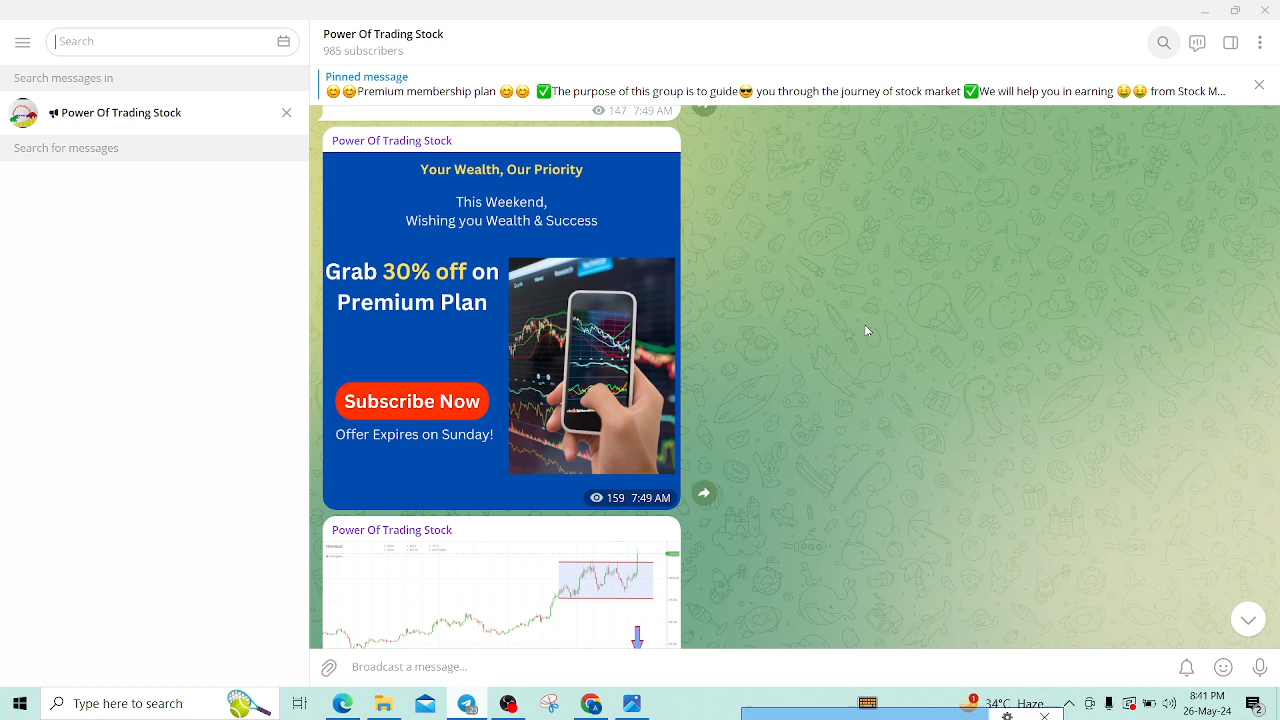 Search
Power Of Trading Stock
985 subscribers
Search messages in
Power Of Trading Stock
Search for messages
Pinned message
😊😊Premium membership plan 😊😊 ✅The purpose of this group is to guide😎 you through the journey of stock market ✅We will help you in earning 🤑🤑 from Stock M...
147 7:49 AM
Power Of Trading Stock
Your Wealth, Our Priority
This Weekend,
Wishing you Wealth & Success
Grab 30% off on
Premium Plan
Subscribe Now
Offer Expires on Sunday!
159 7:49 AM
Power Of Trading Stock
Broadcast a message...
Type here to search
34°C Haze
8:41 PM
26-May-24